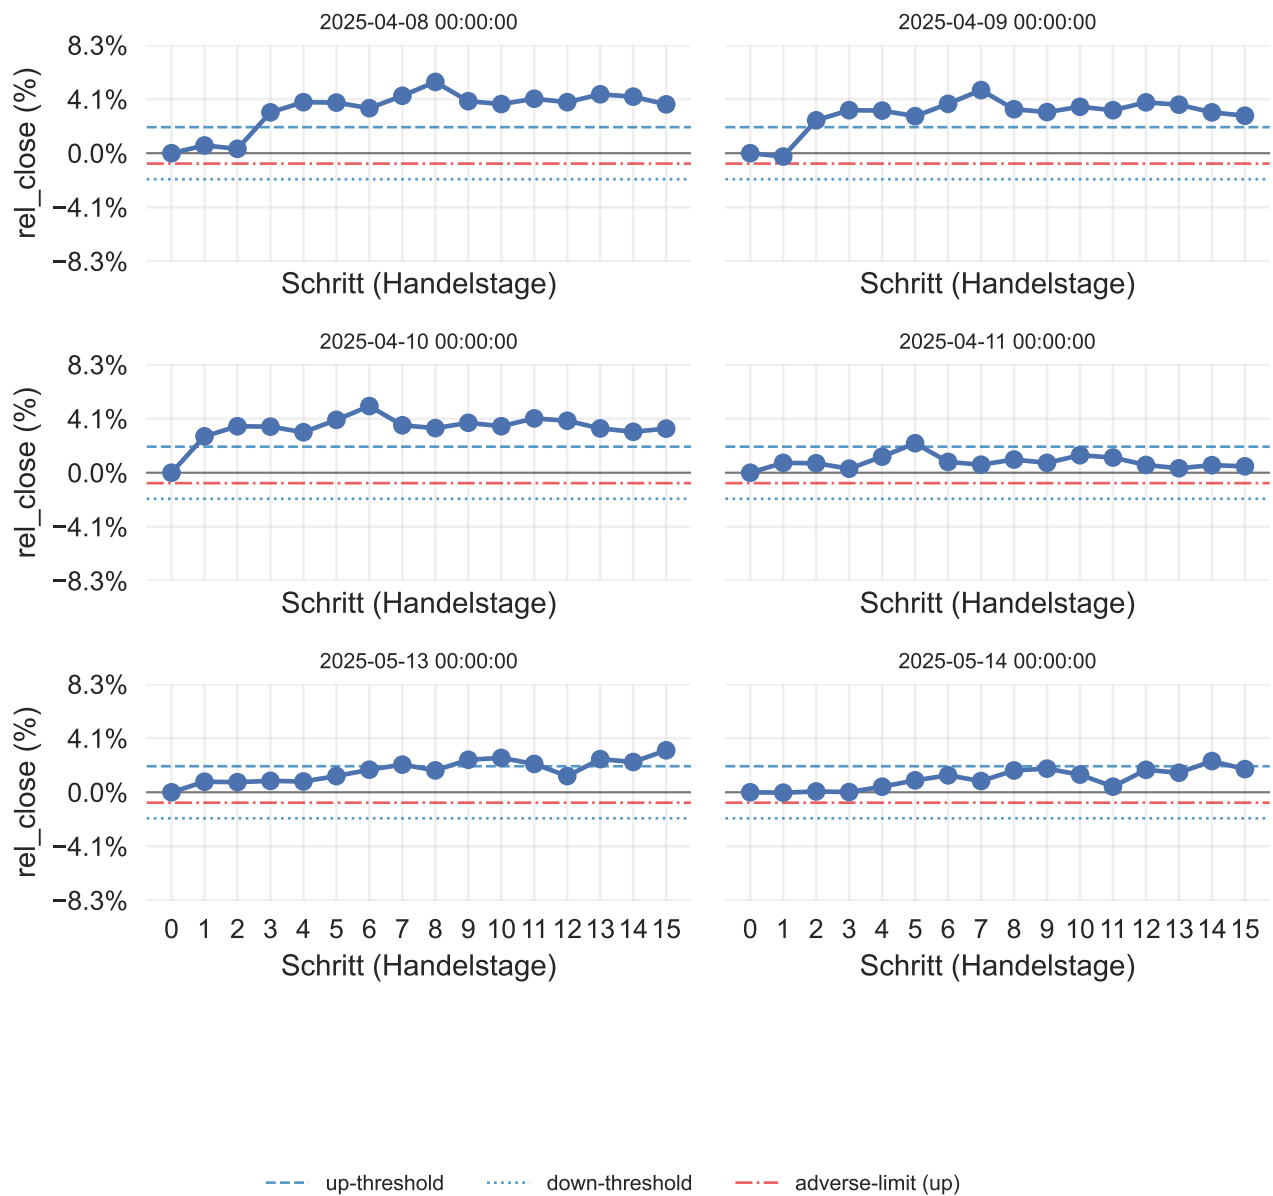 2025-04-08 00:00:00
2025-04-09 00:00:00
8.3%
4.1%
0.0%
−4.1%
−8.3%
rel_close (%)
Schritt (Handelstage)
Schritt (Handelstage)
2025-04-10 00:00:00
2025-04-11 00:00:00
8.3%
4.1%
0.0%
−4.1%
−8.3%
rel_close (%)
Schritt (Handelstage)
Schritt (Handelstage)
2025-05-13 00:00:00
2025-05-14 00:00:00
8.3%
4.1%
0.0%
−4.1%
−8.3%
rel_close (%)
0 1 2 3 4 5 6 7 8 9 10 11 12 13 14 15
0 1 2 3 4 5 6 7 8 9 10 11 12 13 14 15
Schritt (Handelstage)
Schritt (Handelstage)
up-threshold
down-threshold
adverse-limit (up)